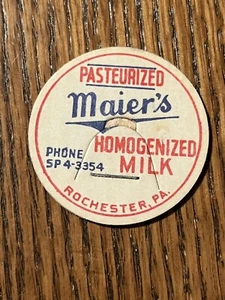 PASTEURIZED
Maier's
HOMOGENIZED
PHONE
SP 4-3354
MILK
ROCHESTER, PA.